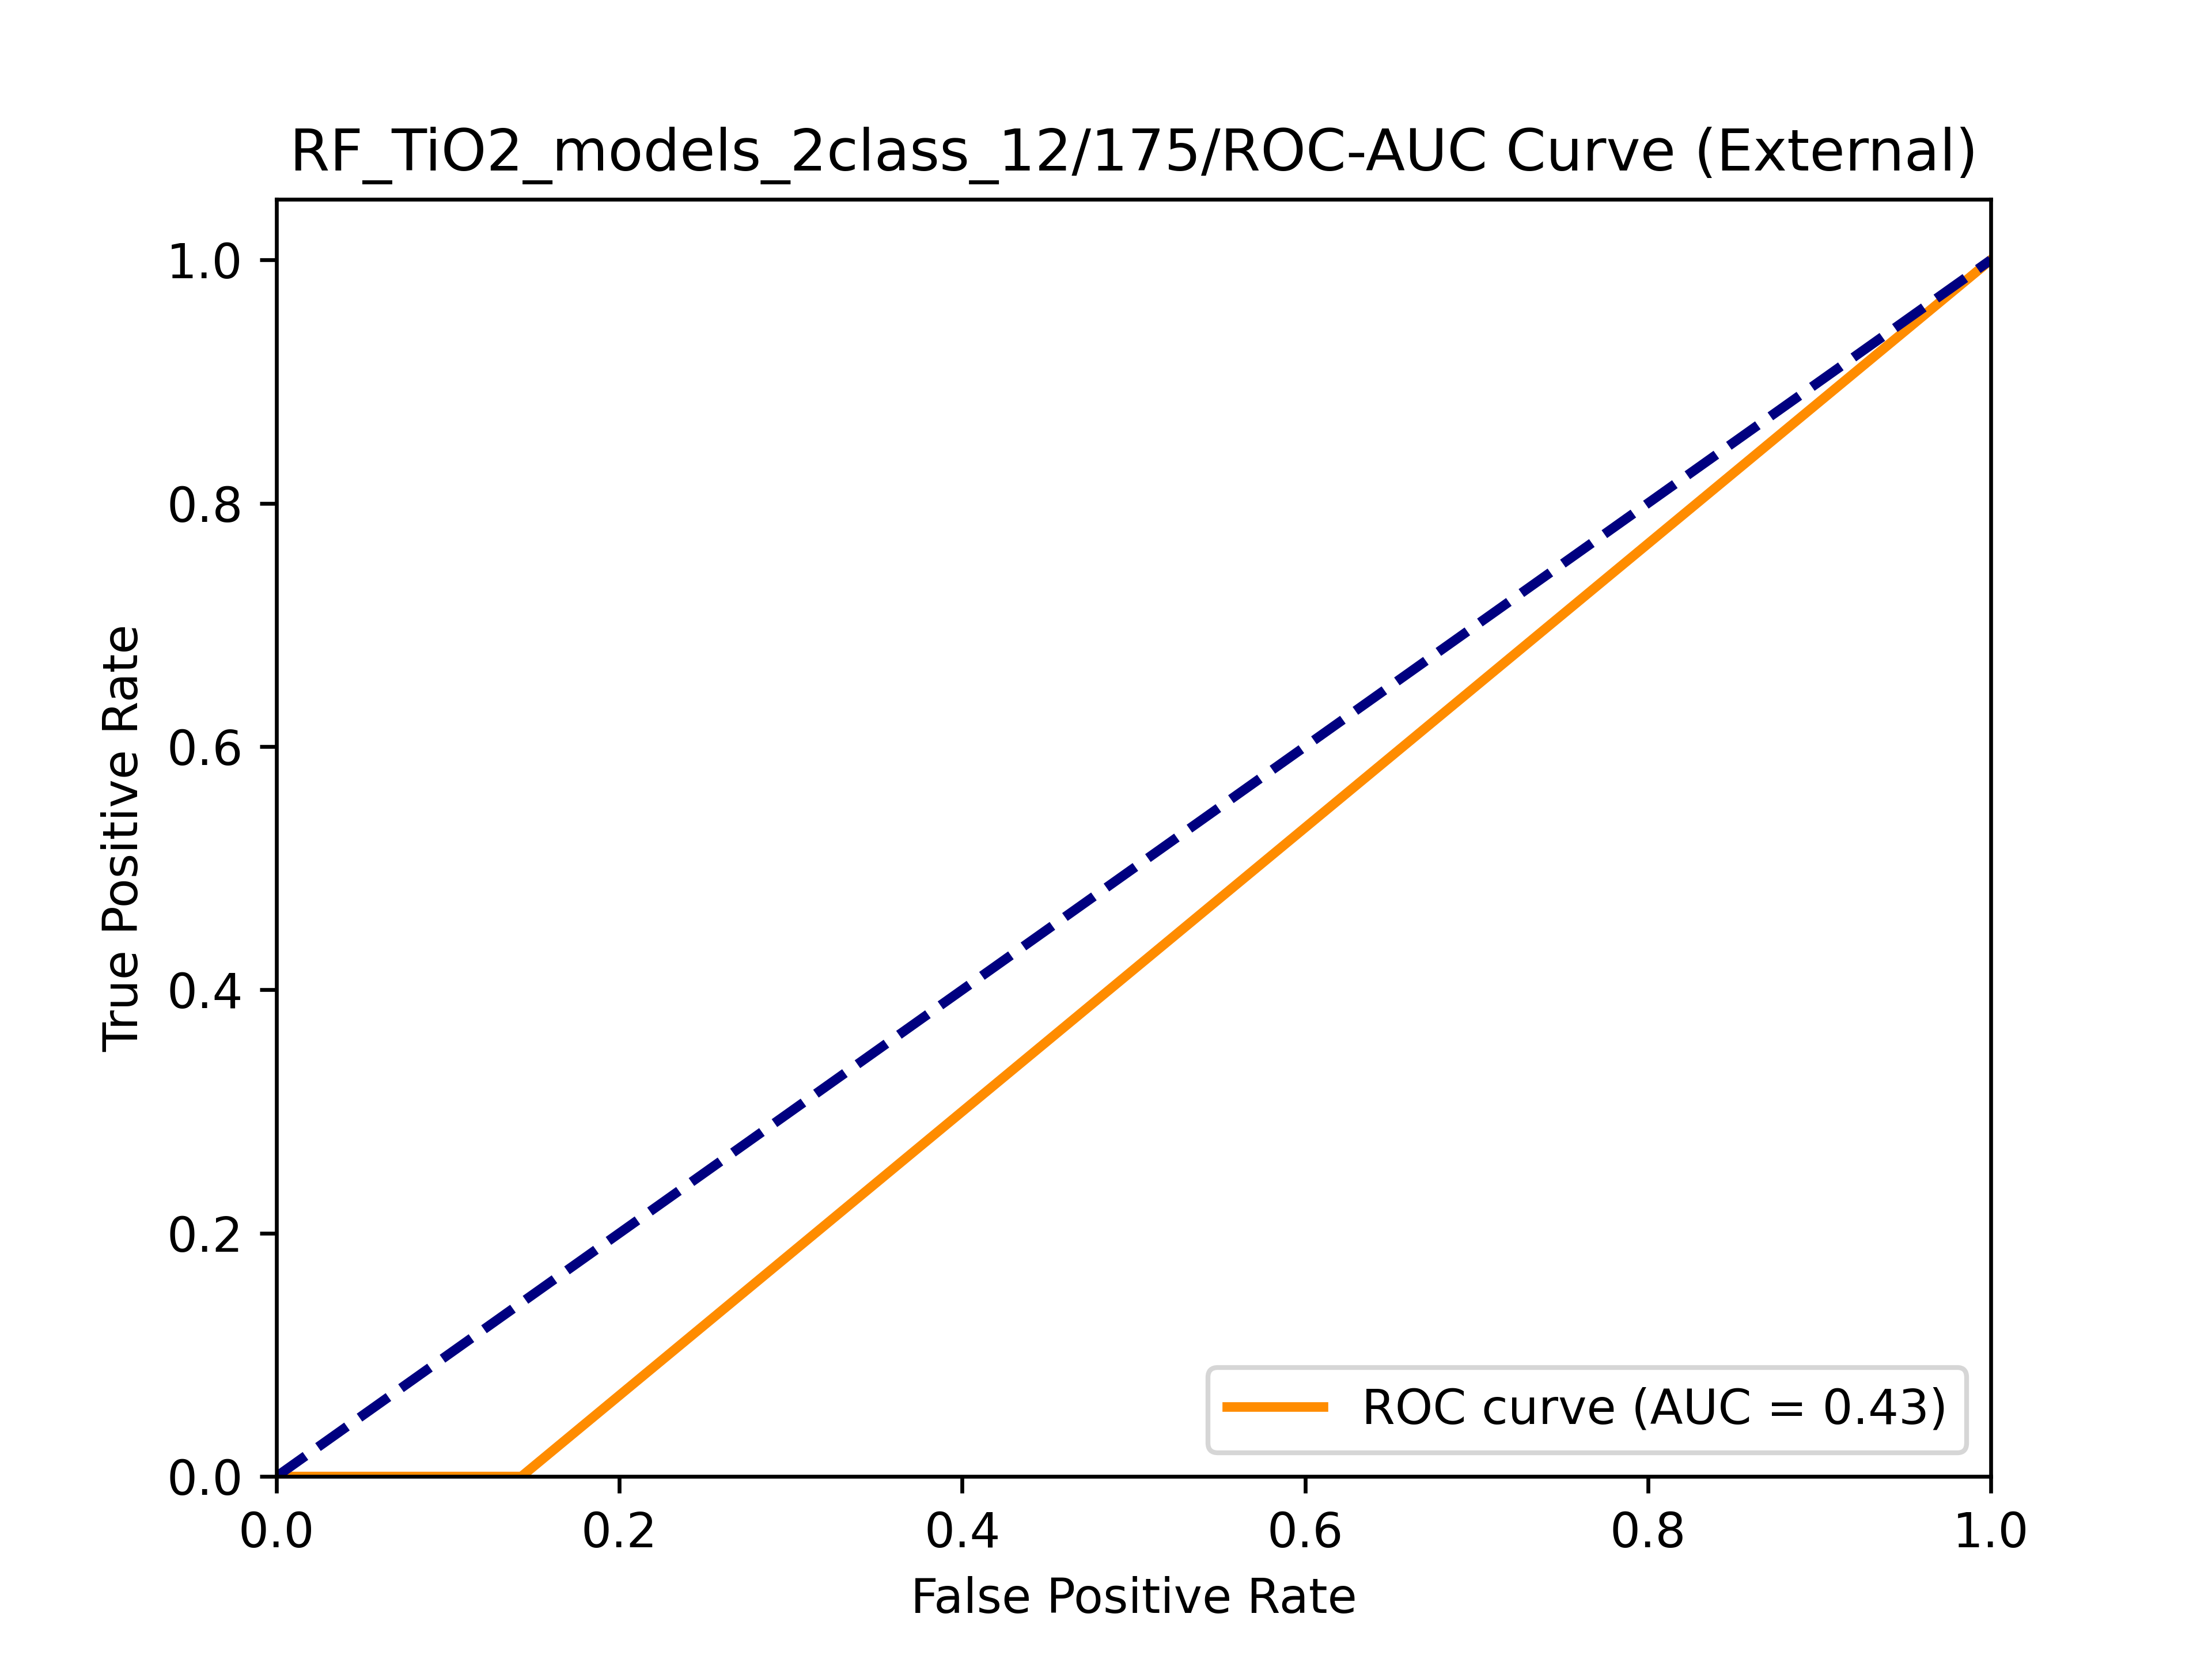 RF_TiO2_models_2class_12/175/ROC-AUC Curve (External)
True Positive Rate
1.0
0.8
0.6
0.4
0.2
0.0
ROC curve (AUC = 0.43)
0.0 0.2 0.4 0.6 0.8 1.0
False Positive Rate